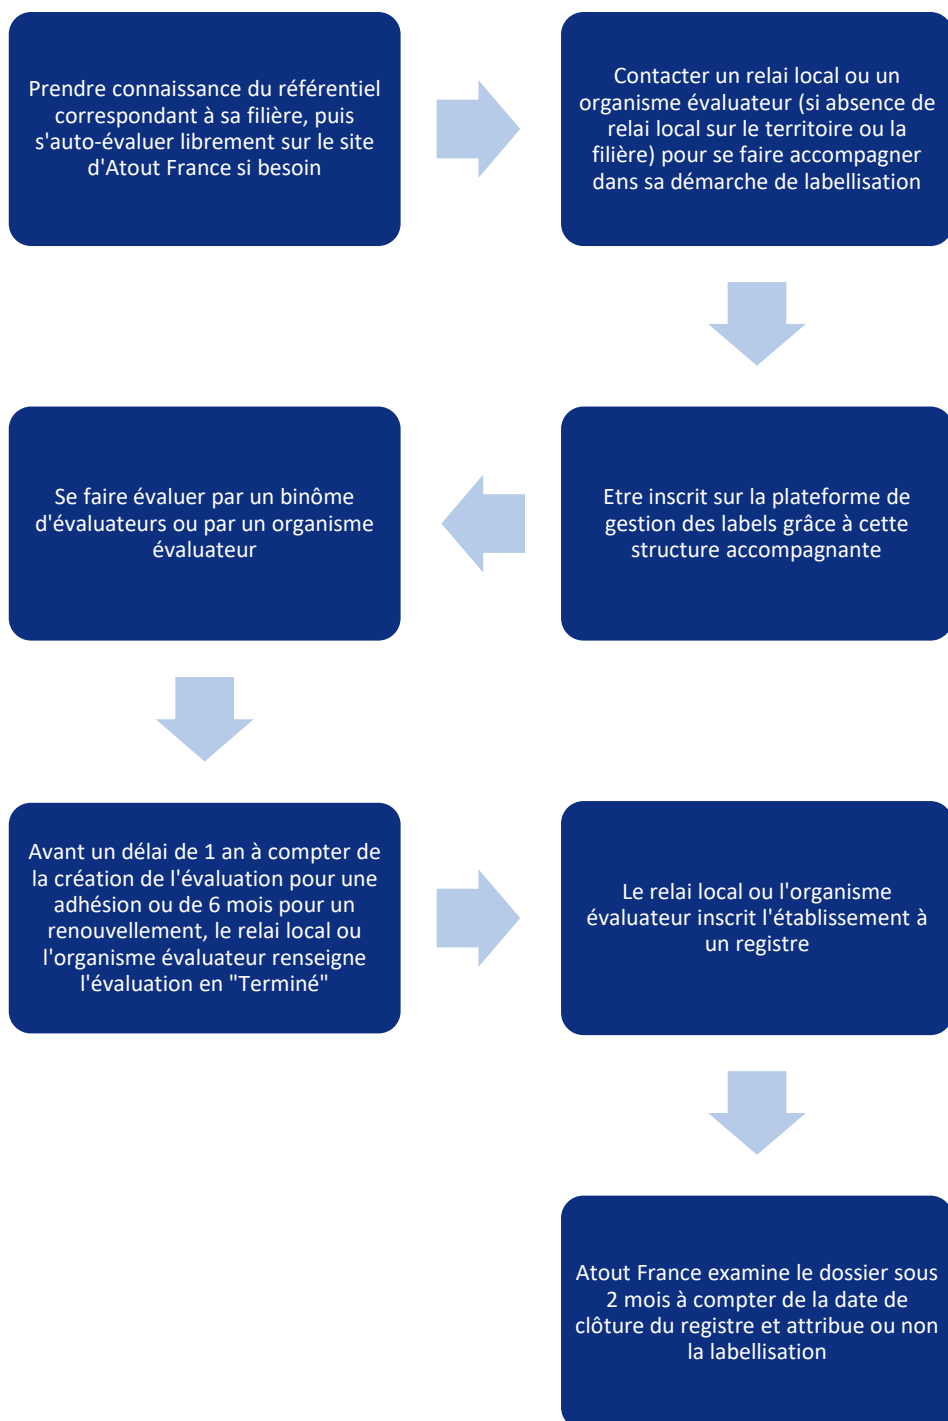 Prendre connaissance du référentiel
correspondant à sa filière, puis
s'auto-évaluer librement sur le site
d'Atout France si besoin
Contacter un relai local ou un
organisme évaluateur (si absence de
relai local sur le territoire ou la
filière) pour se faire accompagner
dans sa démarche de labellisation
Etre inscrit sur la plateforme de
gestion des labels grâce à cette
structure accompagnante
Se faire évaluer par un binôme
d'évaluateurs ou par un organisme
évaluateur
Avant un délai de 1 an à compter de
la création de l'évaluation pour une
adhésion ou de 6 mois pour un
renouvellement, le relai local ou
l'organisme évaluateur renseigne
l'évaluation en "Terminé"
Le relai local ou l'organisme
évaluateur inscrit l'établissement à
un registre
Atout France examine le dossier sous
2 mois à compter de la date de
clôture du registre et attribue ou non
la labellisation